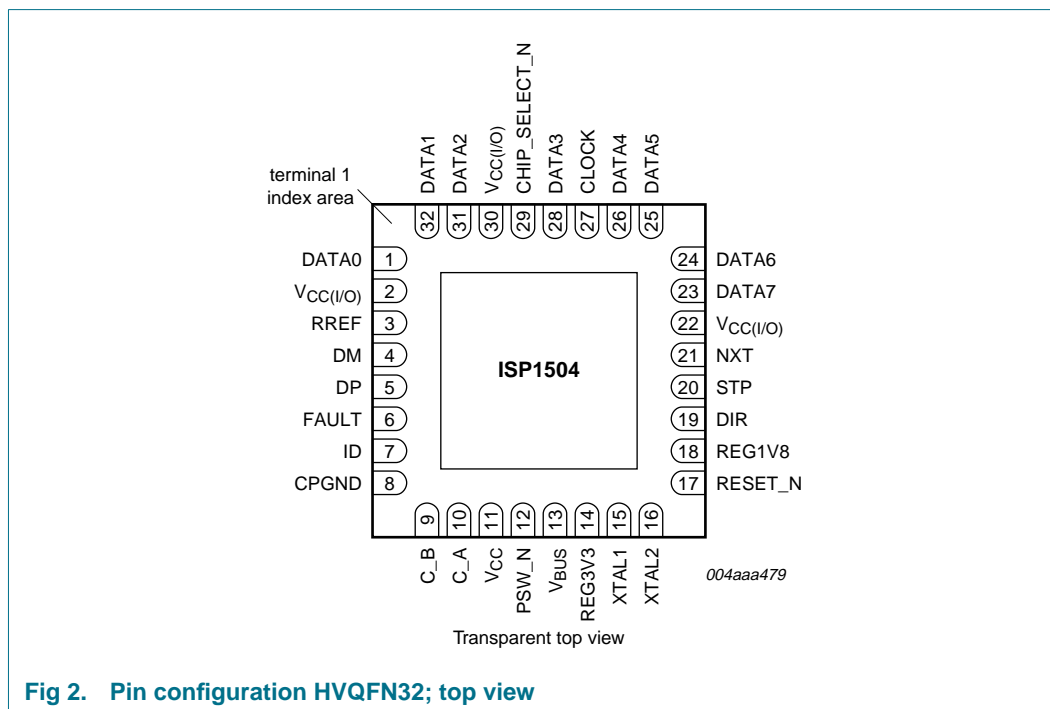 DATA1
DATA2
VCC(I/O)
CHIP_SELECT_N
DATA3
CLOCK
DATA4
DATA5
terminal 1
index area
32 31 30 29 28 27 26 25
DATA0 1 24 DATA6
VCC(I/O) 2 23 DATA7
RREF 3 22 VCC(I/O)
DM 4 21 NXT
ISP1504
DP 5 20 STP
FAULT 6 19 DIR
ID 7 18 REG1V8
CPGND 8 17 RESET_N
9 10 11 12 13 14 15 16
C_B
C_A
VCC
PSW_N
VBUS
REG3V3
XTAL1
XTAL2
004aaa479
Transparent top view
Fig 2. Pin configuration HVQFN32; top view